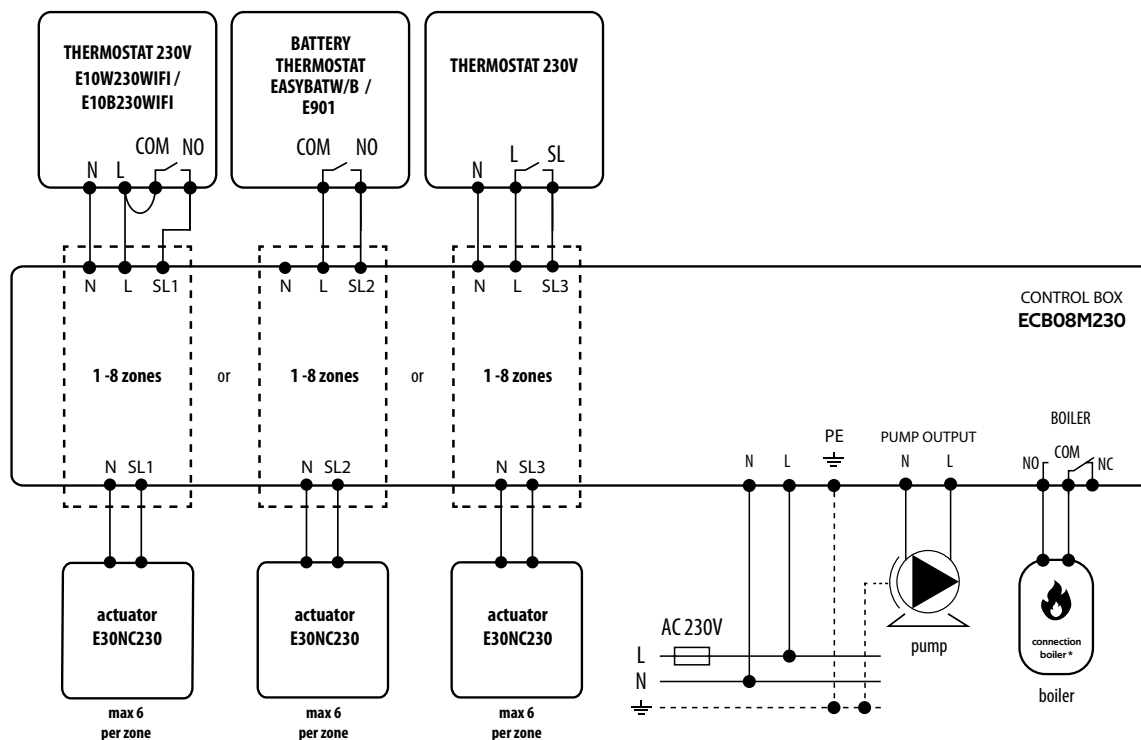 THERMOSTAT 230V
E10W230WIFI /
E10B230WIFI
COM NO
N L
BATTERY
THERMOSTAT
EASYBATW/B /
E901
COM NO
THERMOSTAT 230V
L SL
N
N L SL1
N L SL2
N L SL3
CONTROL BOX
ECB08M230
1 -8 zones
or
1 -8 zones
or
1 -8 zones
N SL1
N SL2
N SL3
N L
PE
PUMP OUTPUT
N L
BOILER
NO COM NC
actuator
E30NC230
max 6
per zone
actuator
E30NC230
max 6
per zone
actuator
E30NC230
max 6
per zone
AC 230V
L
N
pump
connection
boiler *
boiler